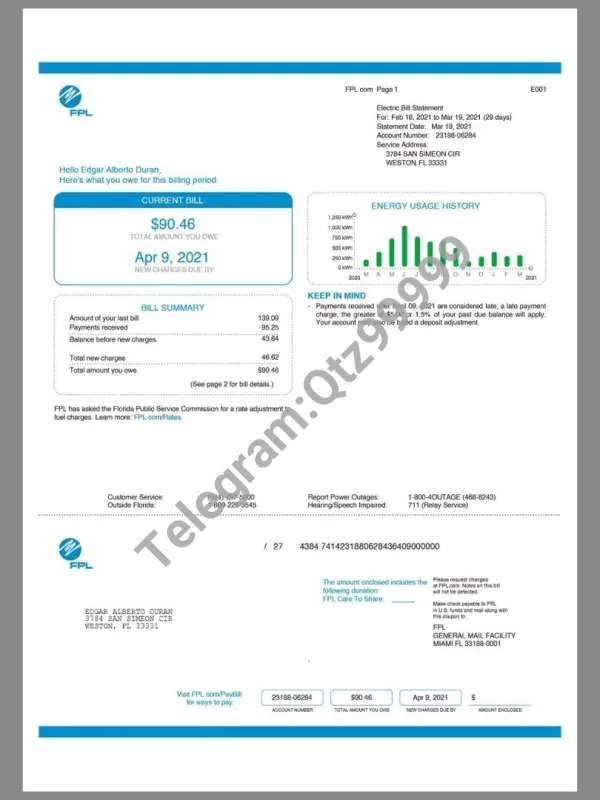 FPL.com Page 1
E001
FPL
Electric Bill Statement
For: Feb 18, 2021 to Mar 19, 2021 (29 days)
Statement Date: Mar 19, 2021
Account Number: 23188-06284
Service Address:
3784 SAN SIMEON CIR
WESTON, FL 33331
Hello Edgar Alberto Duran,
Here's what you owe for this billing period.
CURRENT BILL
$90.46
TOTAL AMOUNT YOU OWE
Apr 9, 2021
NEW CHARGES DUE BY
ENERGY USAGE HISTORY
1,250 kWh
1,000 kWh
750 kWh
500 kWh
250 kWh
0 kWh
M A M J J A S O N D J F M
2020 2021
KEEP IN MIND
- Payments received after April 09, 2021 are considered late; a late payment
charge, the greater of $5.00 or 1.5% of your past due balance will apply.
Your account may also be billed a deposit adjustment.
BILL SUMMARY
Amount of your last bill 139.09
Payments received -95.25
Balance before new charges 43.84
Total new charges 46.62
Total amount you owe $90.46
(See page 2 for bill details.)
FPL has asked the Florida Public Service Commission for a rate adjustment to
fuel charges. Learn more: FPL.com/Rates.
Telegram:Qtz99999
Customer Service:
Outside Florida:
Report Power Outages: 1-800-4OUTAGE (468-8243)
Hearing/Speech Impaired: 711 (Relay Service)
/ 27 4384 7414231880628436409000000
FPL
The amount enclosed includes the
following donation:
FPL Care To Share:
Please request changes
at FPL.com. Notes on this bill
will not be detected.
Make check payable to FPL
in U.S. funds and mail along with
this coupon to:
FPL
GENERAL MAIL FACILITY
MIAMI FL 33188-0001
EDGAR ALBERTO DURAN
3784 SAN SIMEON CIR
WESTON, FL 33331
Visit FPL.com/PayBill
for ways to pay.
23188-06284 $90.46 Apr 9, 2021 $
ACCOUNT NUMBER TOTAL AMOUNT YOU OWE NEW CHARGES DUE BY AMOUNT ENCLOSED